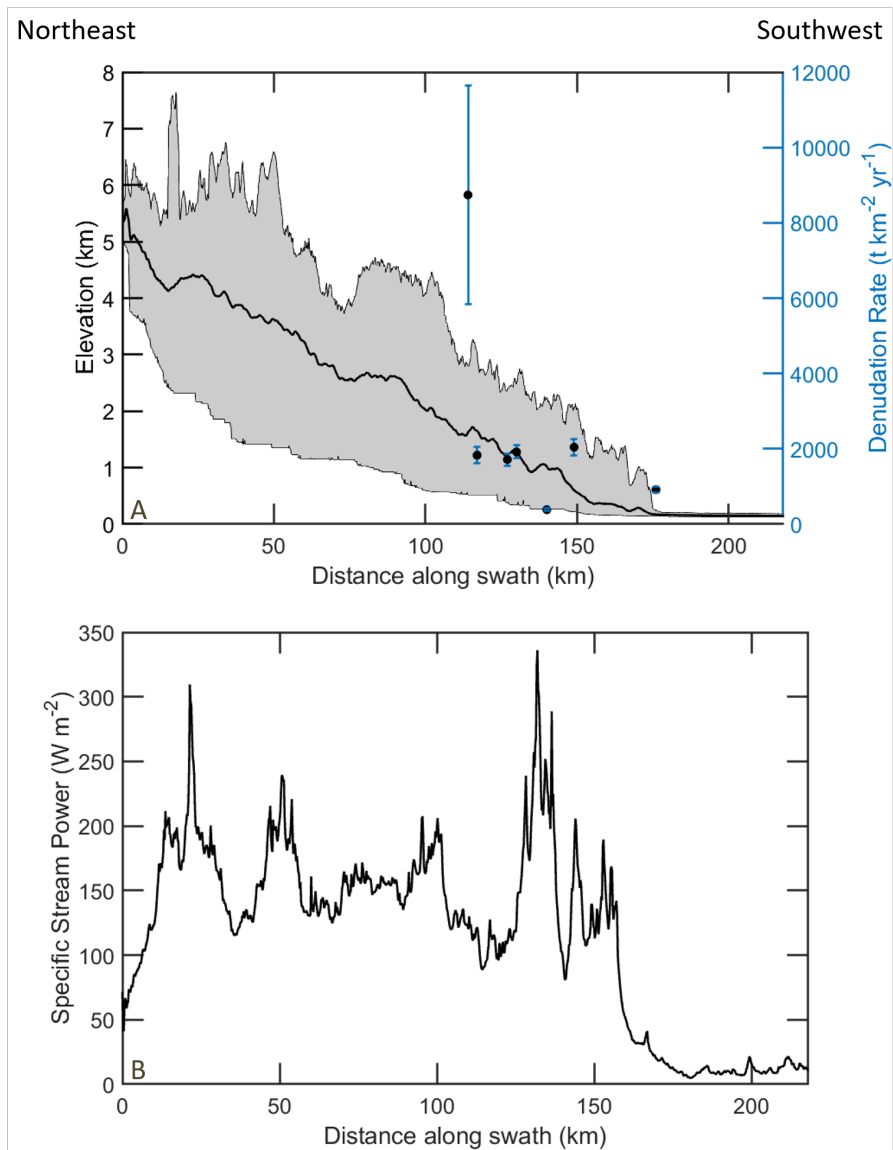 Northeast Southwest
8 12000
7 10000
6 8000
5
4 6000
3 4000
2 2000
1
0 0
Elevation (km)
Denudation Rate (t km-2 yr-1)
A
0 50 100 150 200
Distance along swath (km)
350
300
250
200
150
100
50
0
Specific Stream Power (W m-2)
B
0 50 100 150 200
Distance along swath (km)